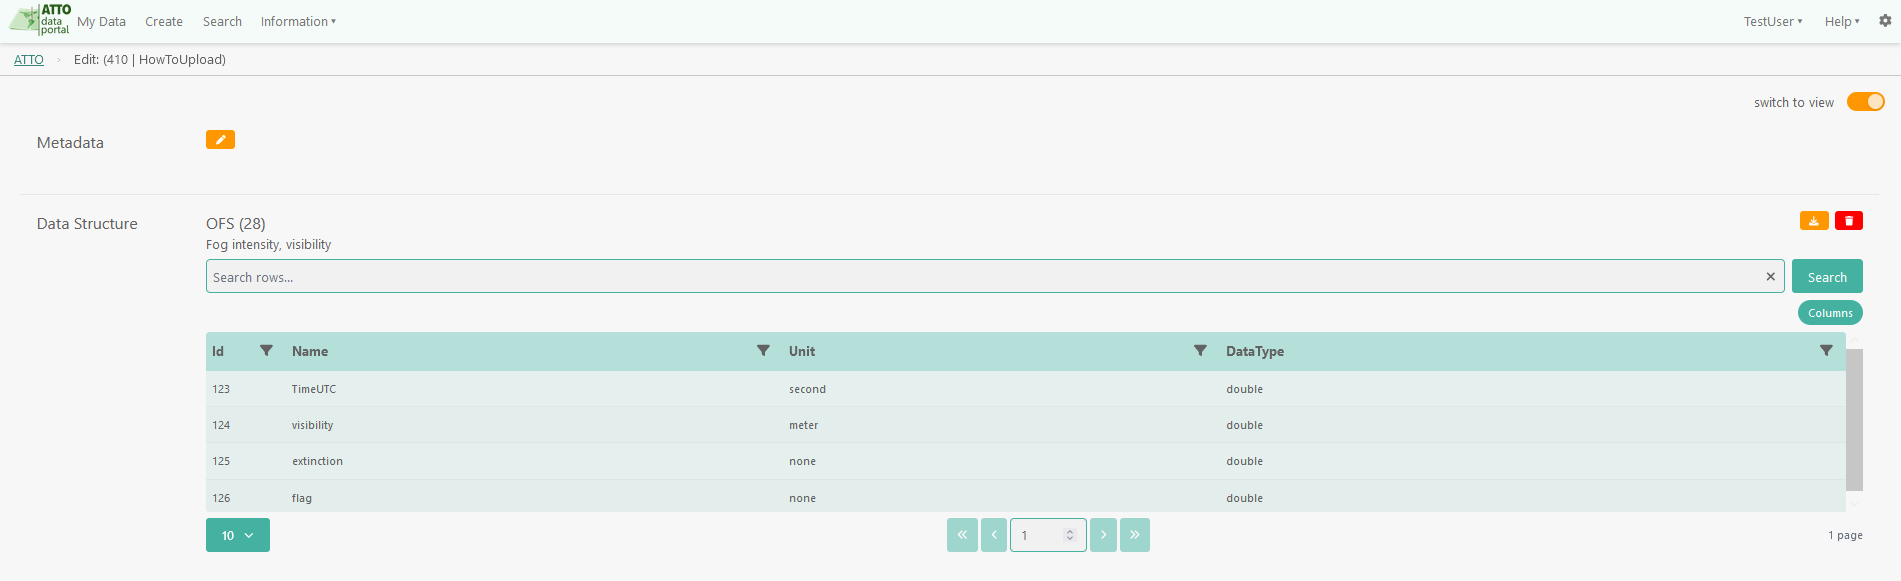 ATTO
data
portal
My Data Create Search Information
TestUser Help
ATTO > Edit: (410 | HowToUpload)
switch to view
Metadata
Data Structure
OFS (28)
Fog intensity, visibility
Search rows...
Search
Columns
Id Name Unit DataType
123 TimeUTC second double
124 visibility meter double
125 extinction none double
126 flag none double
10 « ‹ 1 › » 1 page